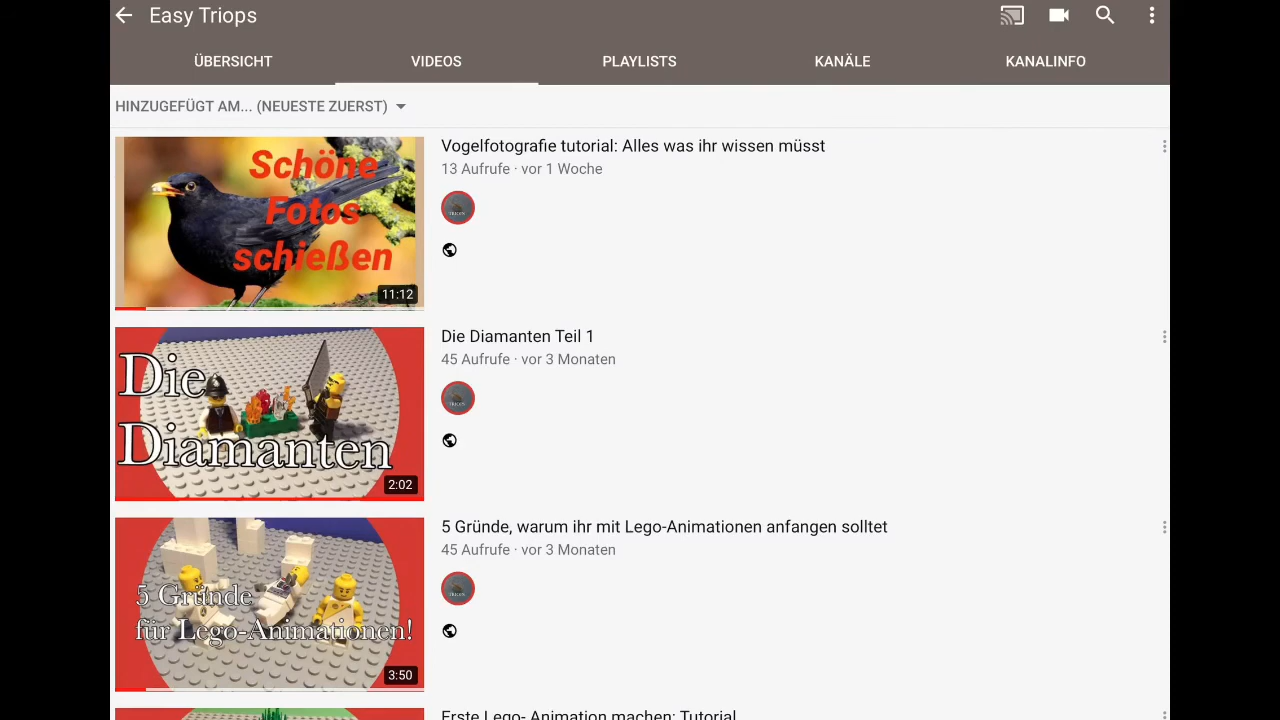 Easy Triops
ÜBERSICHT
VIDEOS
PLAYLISTS
KANÄLE
KANALINFO
HINZUGEFÜGT AM... (NEUESTE ZUERST)
Schöne
Fotos
schießen
11:12
Vogelfotografie tutorial: Alles was ihr wissen müsst
13 Aufrufe · vor 1 Woche
Die
Diamanten
2:02
Die Diamanten Teil 1
45 Aufrufe · vor 3 Monaten
5 Gründe
für Lego-Animationen!
3:50
5 Gründe, warum ihr mit Lego-Animationen anfangen solltet
45 Aufrufe · vor 3 Monaten
Erste Lego- Animation machen: Tutorial